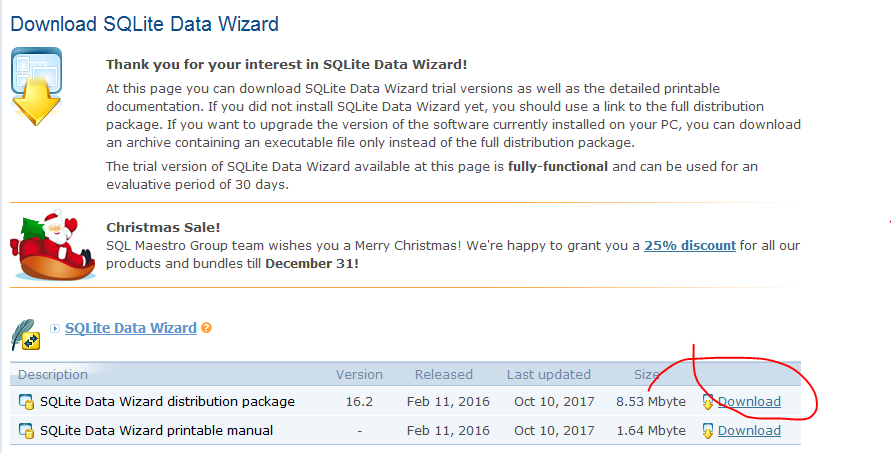 Download SQLite Data Wizard
Thank you for your interest in SQLite Data Wizard!
At this page you can download SQLite Data Wizard trial versions as well as the detailed printable
documentation. If you did not install SQLite Data Wizard yet, you should use a link to the full distribution
package. If you want to upgrade the version of the software currently installed on your PC, you can download
an archive containing an executable file only instead of the full distribution package.
The trial version of SQLite Data Wizard available at this page is fully-functional and can be used for an
evaluative period of 30 days.
Christmas Sale!
SQL Maestro Group team wishes you a Merry Christmas! We're happy to grant you a 25% discount for all our
products and bundles till December 31!
SQLite Data Wizard ?
Description Version Released Last updated Size
SQLite Data Wizard distribution package 16.2 Feb 11, 2016 Oct 10, 2017 8.53 Mbyte Download
SQLite Data Wizard printable manual - Feb 11, 2016 Oct 10, 2017 1.64 Mbyte Download